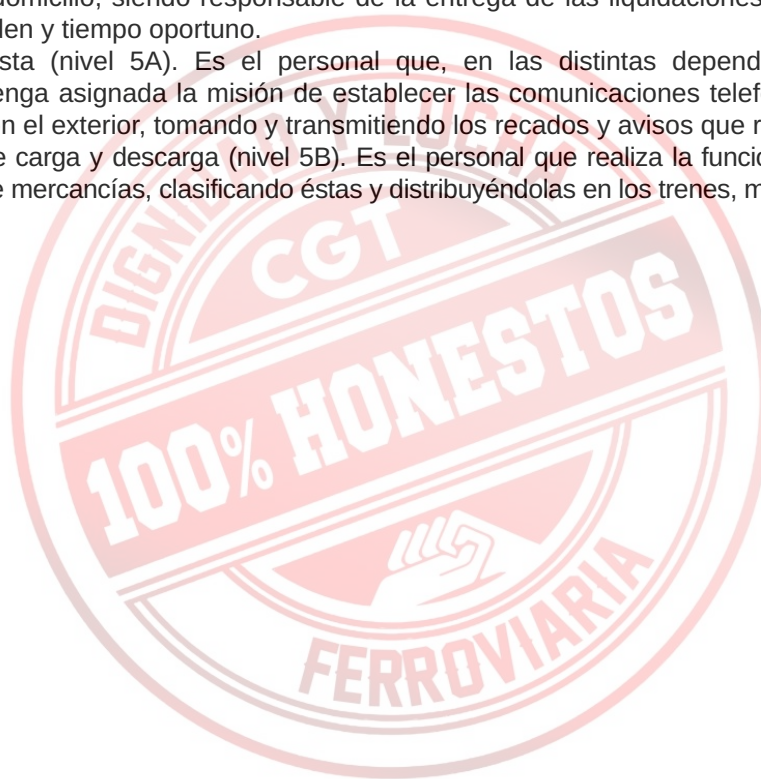 domicilio, siendo responsable de la entrega de las liquidaciones
den y tiempo oportuno.
sta (nivel 5A). Es el personal que, en las distintas depend
enga asignada la misión de establecer las comunicaciones telef
n el exterior, tomando y transmitiendo los recados y avisos que
e carga y descarga (nivel 5B). Es el personal que realiza la funci
e mercancías, clasificando éstas y distribuyéndolas en los trenes, m
DIGNIDAD Y LUCHA
CGT
100% HONESTOS
FERROVIARIA